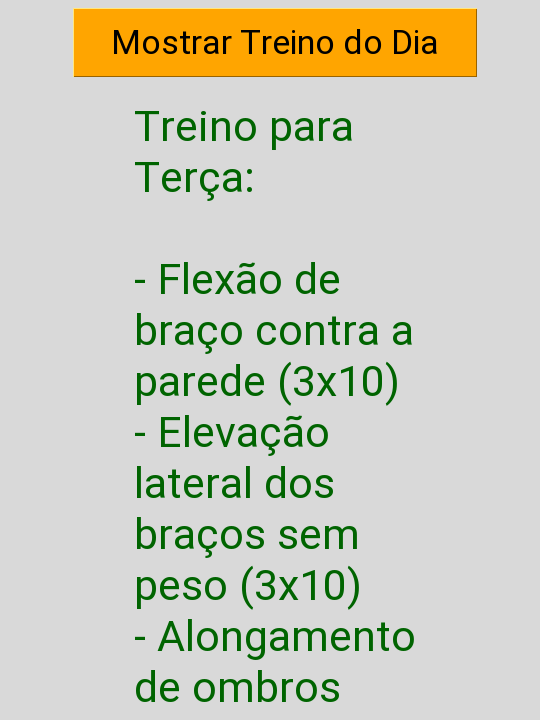 Mostrar Treino do Dia
Treino para
Terça:
- Flexão de
braço contra a
parede (3x10)
- Elevação
lateral dos
braços sem
peso (3x10)
- Alongamento
de ombros